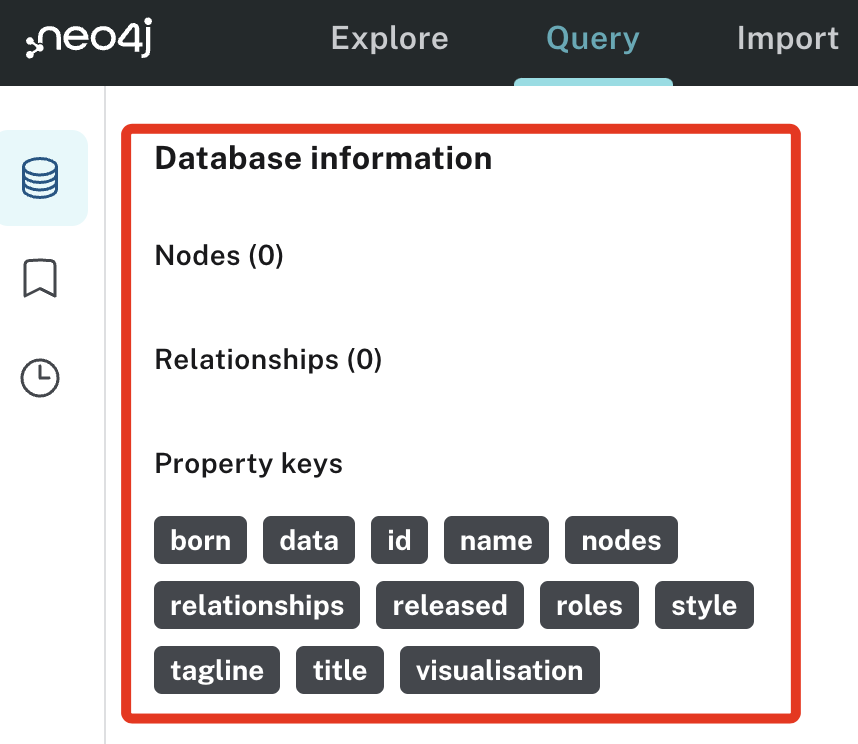 neo4j Explore Query Import
Database information
Nodes (0)
Relationships (0)
Property keys
born data id name nodes
relationships released roles style
tagline title visualisation